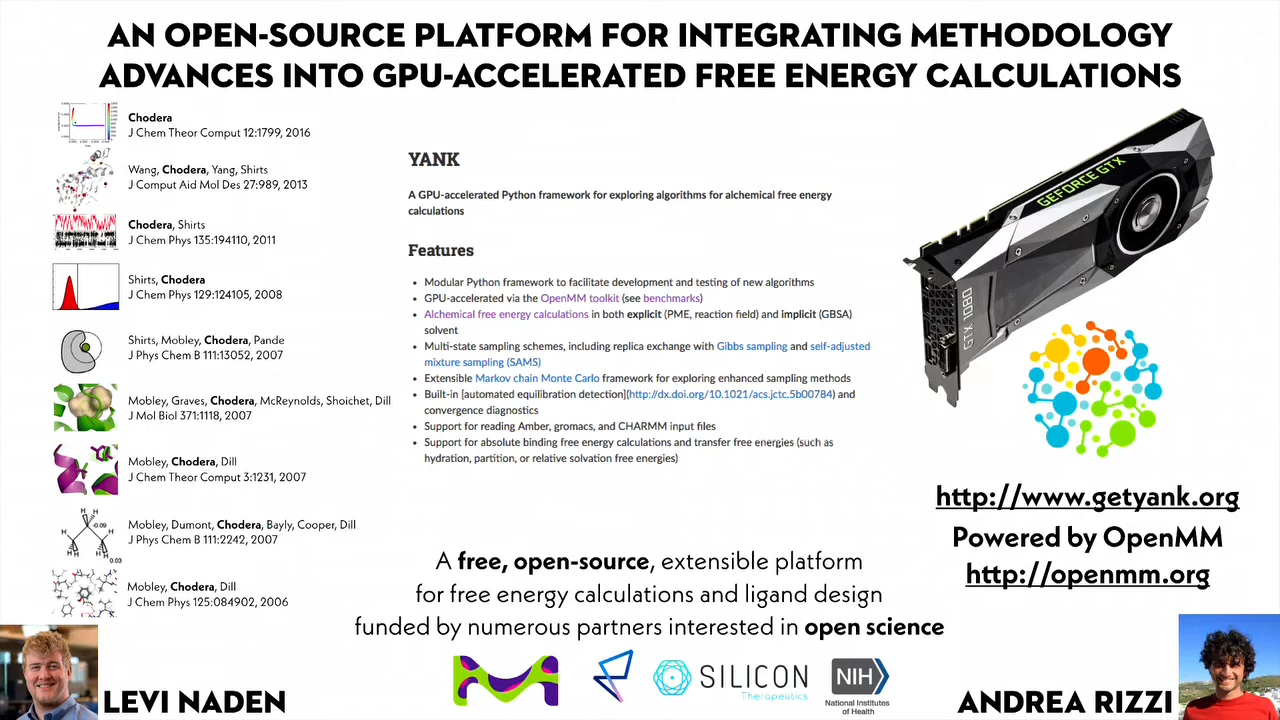 AN OPEN-SOURCE PLATFORM FOR INTEGRATING METHODOLOGY
ADVANCES INTO GPU-ACCELERATED FREE ENERGY CALCULATIONS
Chodera
J Chem Theor Comput 12:1799, 2016
Wang, Chodera, Yang, Shirts
J Comput Aid Mol Des 27:989, 2013
Chodera, Shirts
J Chem Phys 135:194110, 2011
Shirts, Chodera
J Chem Phys 129:124105, 2008
Shirts, Mobley, Chodera, Pande
J Phys Chem B 111:13052, 2007
Mobley, Graves, Chodera, McReynolds, Shoichet, Dill
J Mol Biol 371:1118, 2007
Mobley, Chodera, Dill
J Chem Theor Comput 3:1231, 2007
H
H
-0.09
H
H
H
H
0.03
Mobley, Dumont, Chodera, Bayly, Cooper, Dill
J Phys Chem B 111:2242, 2007
Mobley, Chodera, Dill
J Chem Phys 125:084902, 2006
YANK
A GPU-accelerated Python framework for exploring algorithms for alchemical free energy
calculations
Features
• Modular Python framework to facilitate development and testing of new algorithms
• GPU-accelerated via the OpenMM toolkit (see benchmarks)
• Alchemical free energy calculations in both explicit (PME, reaction field) and implicit (GBSA)
solvent
• Multi-state sampling schemes, including replica exchange with Gibbs sampling and self-adjusted
mixture sampling (SAMS)
• Extensible Markov chain Monte Carlo framework for exploring enhanced sampling methods
• Built-in [automated equilibration detection](http://dx.doi.org/10.1021/acs.jctc.5b00784) and
convergence diagnostics
• Support for reading Amber, gromacs, and CHARMM input files
• Support for absolute binding free energy calculations and transfer free energies (such as
hydration, partition, or relative solvation free energies)
GEFORCE GTX
GTX 1080
http://www.getyank.org
Powered by OpenMM
http://openmm.org
A free, open-source, extensible platform
for free energy calculations and ligand design
funded by numerous partners interested in open science
SILICON
Therapeutics
NIH
National Institutes
of Health
LEVI NADEN
ANDREA RIZZI